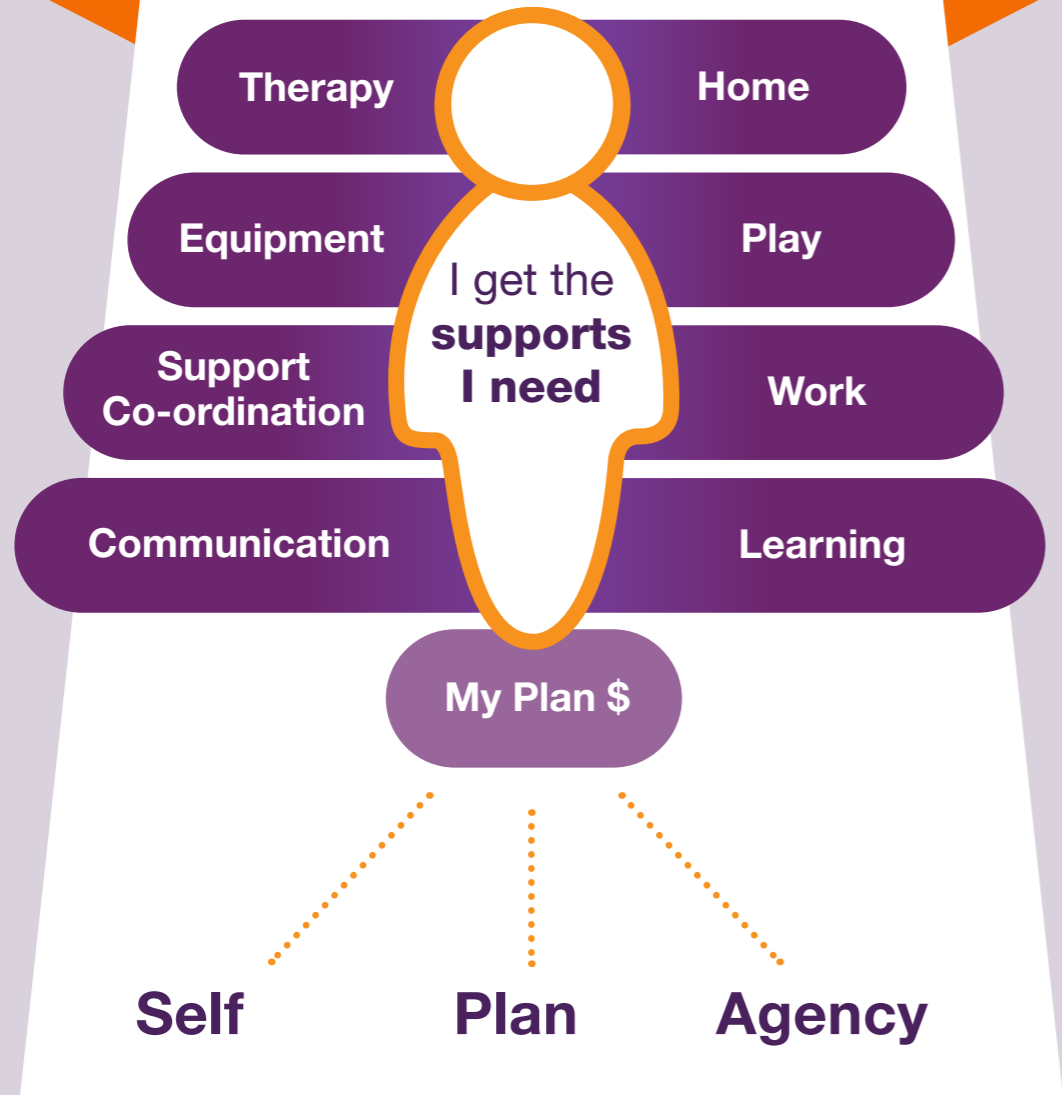 Therapy
Home
Equipment
Play
I get the
supports
I need
Support
Co-ordination
Work
Communication
Learning
My Plan $
Self
Plan
Agency